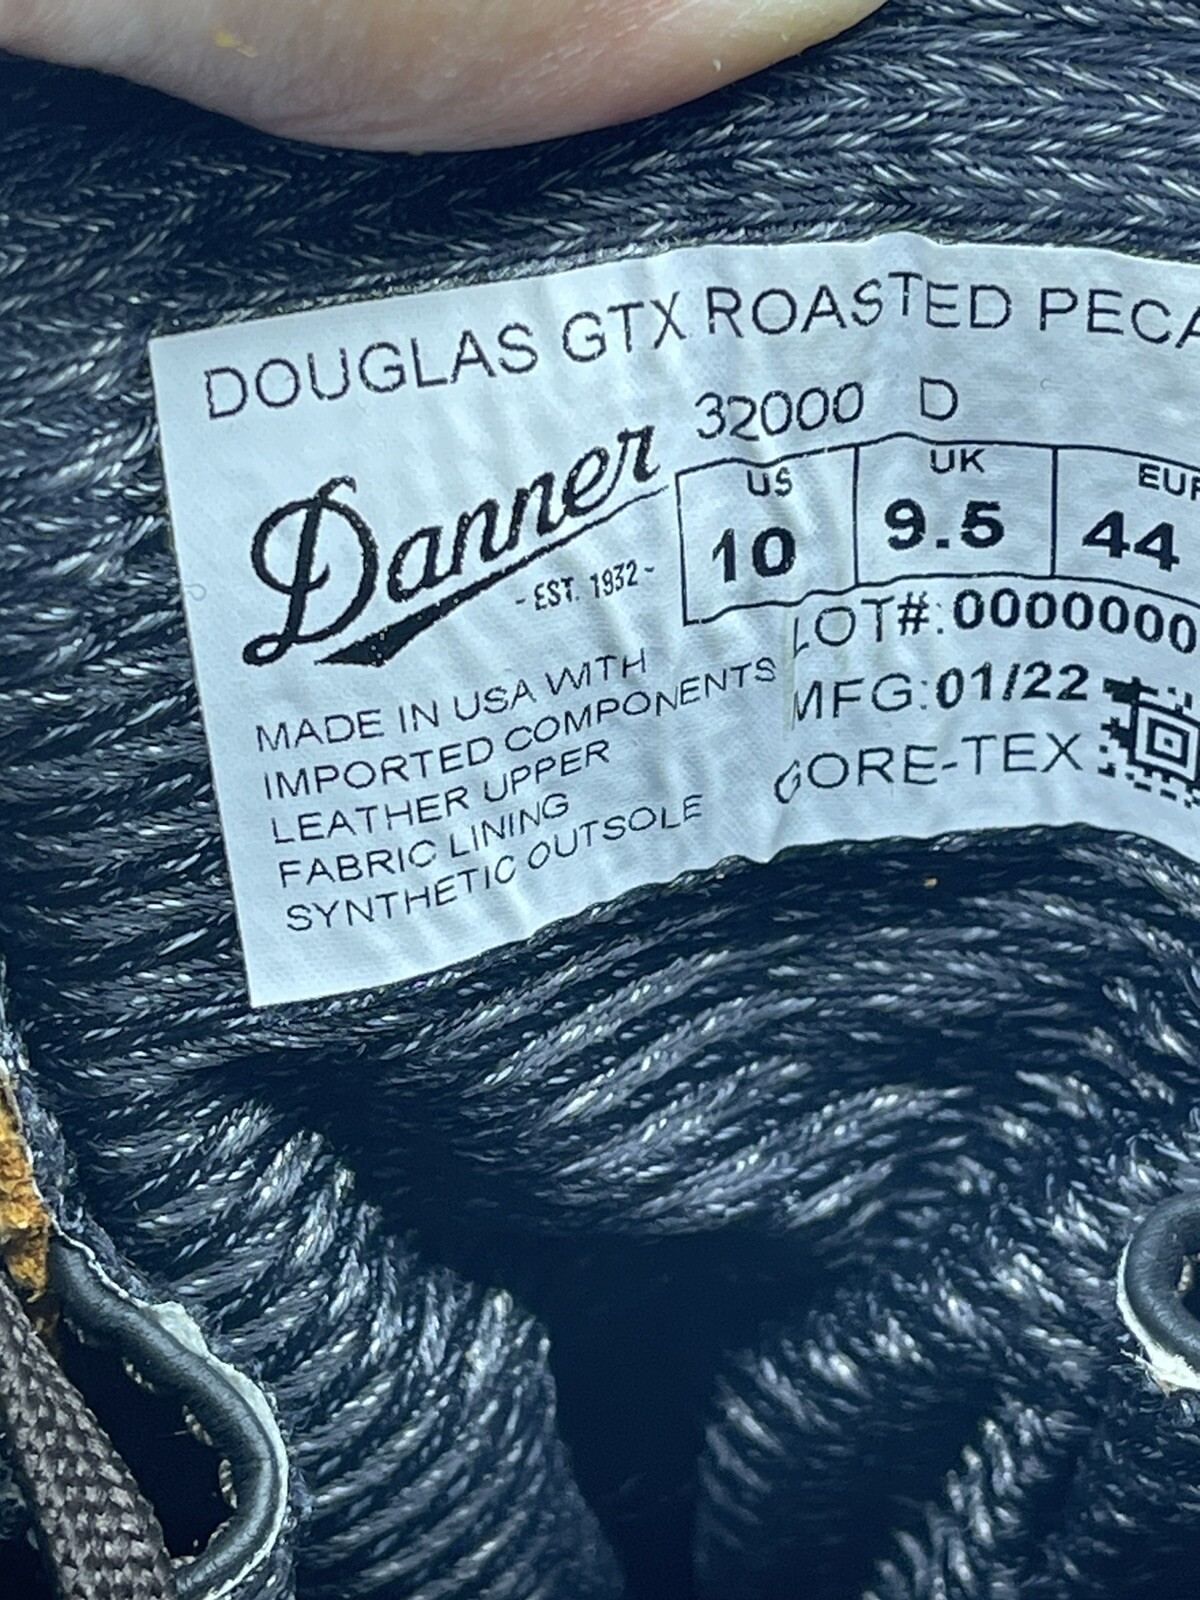 DOUGLAS GTX ROASTED PECA
32000 D
Danner
- EST. 1932 -
US UK EUR
10 9.5 44
LOT#:0000000
MFG:01/22
GORE-TEX
MADE IN USA WITH
IMPORTED COMPONENTS
LEATHER UPPER
FABRIC LINING
SYNTHETIC OUTSOLE